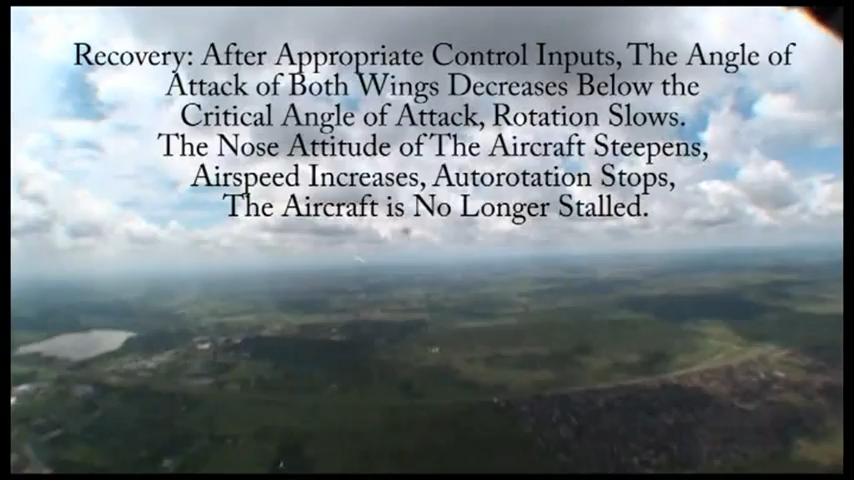 Recovery: After Appropriate Control Inputs, The Angle of
Attack of Both Wings Decreases Below the
Critical Angle of Attack, Rotation Slows.
The Nose Attitude of The Aircraft Steepens,
Airspeed Increases, Autorotation Stops,
The Aircraft is No Longer Stalled.